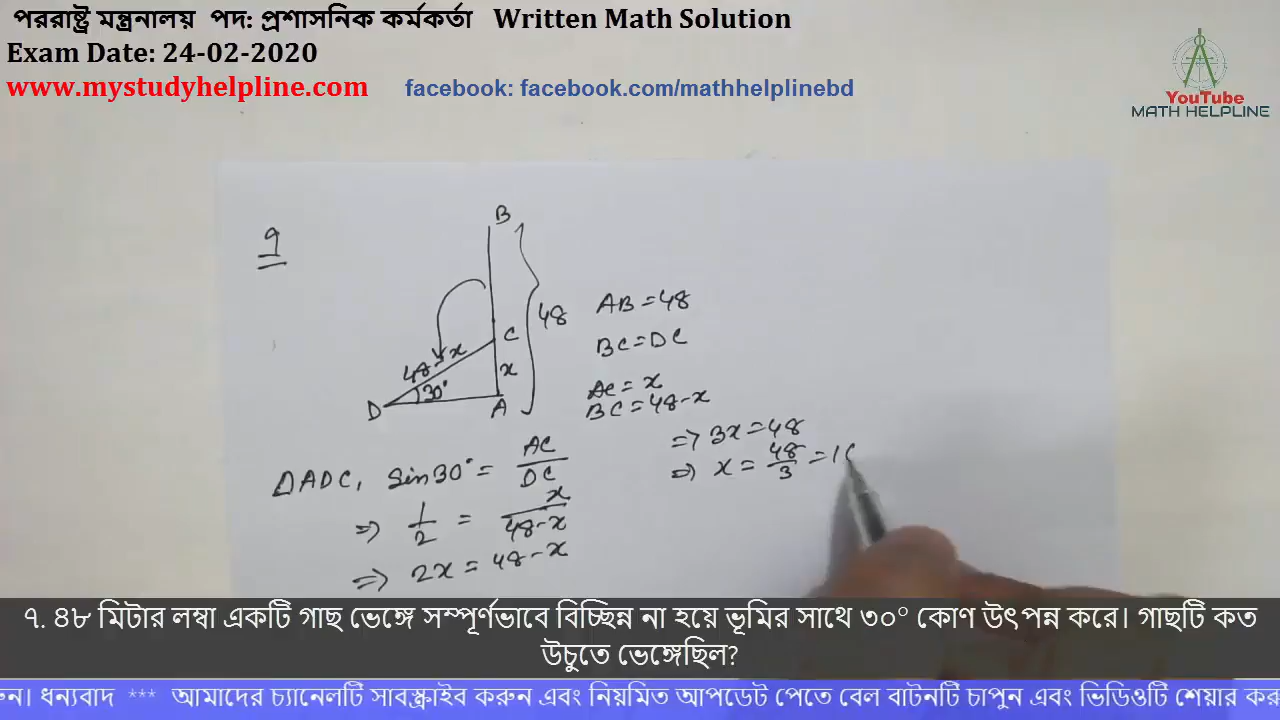 পররাষ্ট্র মন্ত্রনালয় পদ: প্রশাসনিক কর্মকর্তা Written Math Solution
Exam Date: 24-02-2020
www.mystudyhelpline.com facebook: facebook.com/mathhelplinebd
YouTube
MATH HELPLINE
৭
B
48
C
48-x
x
30°
D
A
AB = 48
BC = DC
AC = x
BC = 48-x
⇒ 3x = 48
⇒ x = 48/3 = 1
ΔADC, Sin30° = AC/DC
⇒ 1/2 = x/48-x
⇒ 2x = 48-x
৭. ৪৮ মিটার লম্বা একটি গাছ ভেঙ্গে সম্পূর্ণভাবে বিচ্ছিন্ন না হয়ে ভূমির সাথে ৩০° কোণ উৎপন্ন করে। গাছটি কত
উচুতে ভেঙ্গেছিল?
রুন। ধন্যবাদ *** আমাদের চ্যানেলটি সাবস্ক্রাইব করুন এবং নিয়মিত আপডেট পেতে বেল বাটনটি চাপুন এবং ভিডিওটি শেয়ার কর